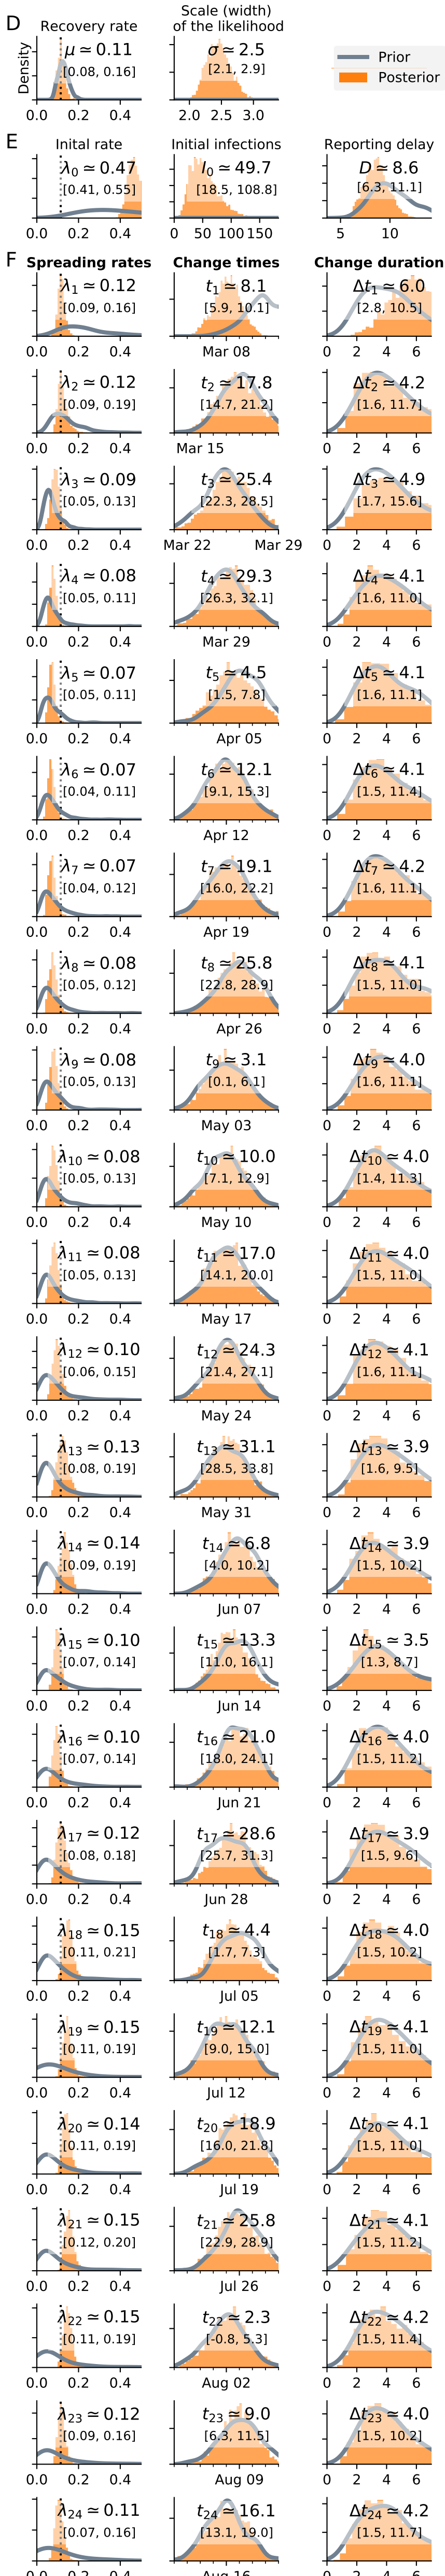 D
Recovery rate
Scale (width)
of the likelihood
Density
μ ≃ 0.11
[0.08, 0.16]
σ ≃ 2.5
[2.1, 2.9]
Prior
Posterior
0.0 0.2 0.4
2.0 2.5 3.0
E
Inital rate
Initial infections
Reporting delay
λ0 ≃ 0.47
[0.41, 0.55]
I0 ≃ 49.7
[18.5, 108.8]
D ≃ 8.6
[6.3, 11.1]
0.0 0.2 0.4
0 50 100 150
5 10
F
Spreading rates
Change times
Change duration
λ1 ≃ 0.12
[0.09, 0.16]
t1 ≃ 8.1
[5.9, 10.1]
Δt1 ≃ 6.0
[2.8, 10.5]
0.0 0.2 0.4
Mar 08
0 2 4 6
λ2 ≃ 0.12
[0.09, 0.19]
t2 ≃ 17.8
[14.7, 21.2]
Δt2 ≃ 4.2
[1.6, 11.7]
0.0 0.2 0.4
Mar 15
0 2 4 6
λ3 ≃ 0.09
[0.05, 0.13]
t3 ≃ 25.4
[22.3, 28.5]
Δt3 ≃ 4.9
[1.7, 15.6]
0.0 0.2 0.4
Mar 22 Mar 29
0 2 4 6
λ4 ≃ 0.08
[0.05, 0.11]
t4 ≃ 29.3
[26.3, 32.1]
Δt4 ≃ 4.1
[1.6, 11.0]
0.0 0.2 0.4
Mar 29
0 2 4 6
λ5 ≃ 0.07
[0.05, 0.11]
t5 ≃ 4.5
[1.5, 7.8]
Δt5 ≃ 4.1
[1.6, 11.1]
0.0 0.2 0.4
Apr 05
0 2 4 6
λ6 ≃ 0.07
[0.04, 0.11]
t6 ≃ 12.1
[9.1, 15.3]
Δt6 ≃ 4.1
[1.5, 11.4]
0.0 0.2 0.4
Apr 12
0 2 4 6
λ7 ≃ 0.07
[0.04, 0.12]
t7 ≃ 19.1
[16.0, 22.2]
Δt7 ≃ 4.2
[1.6, 11.1]
0.0 0.2 0.4
Apr 19
0 2 4 6
λ8 ≃ 0.08
[0.05, 0.12]
t8 ≃ 25.8
[22.8, 28.9]
Δt8 ≃ 4.1
[1.5, 11.0]
0.0 0.2 0.4
Apr 26
0 2 4 6
λ9 ≃ 0.08
[0.05, 0.13]
t9 ≃ 3.1
[0.1, 6.1]
Δt9 ≃ 4.0
[1.6, 11.1]
0.0 0.2 0.4
May 03
0 2 4 6
λ10 ≃ 0.08
[0.05, 0.13]
t10 ≃ 10.0
[7.1, 12.9]
Δt10 ≃ 4.0
[1.4, 11.3]
0.0 0.2 0.4
May 10
0 2 4 6
λ11 ≃ 0.08
[0.05, 0.13]
t11 ≃ 17.0
[14.1, 20.0]
Δt11 ≃ 4.0
[1.5, 11.0]
0.0 0.2 0.4
May 17
0 2 4 6
λ12 ≃ 0.10
[0.06, 0.15]
t12 ≃ 24.3
[21.4, 27.1]
Δt12 ≃ 4.1
[1.6, 11.1]
0.0 0.2 0.4
May 24
0 2 4 6
λ13 ≃ 0.13
[0.08, 0.19]
t13 ≃ 31.1
[28.5, 33.8]
Δt13 ≃ 3.9
[1.6, 9.5]
0.0 0.2 0.4
May 31
0 2 4 6
λ14 ≃ 0.14
[0.09, 0.19]
t14 ≃ 6.8
[4.0, 10.2]
Δt14 ≃ 3.9
[1.5, 10.2]
0.0 0.2 0.4
Jun 07
0 2 4 6
λ15 ≃ 0.10
[0.07, 0.14]
t15 ≃ 13.3
[11.0, 16.1]
Δt15 ≃ 3.5
[1.3, 8.7]
0.0 0.2 0.4
Jun 14
0 2 4 6
λ16 ≃ 0.10
[0.07, 0.14]
t16 ≃ 21.0
[18.0, 24.1]
Δt16 ≃ 4.0
[1.5, 11.2]
0.0 0.2 0.4
Jun 21
0 2 4 6
λ17 ≃ 0.12
[0.08, 0.18]
t17 ≃ 28.6
[25.7, 31.3]
Δt17 ≃ 3.9
[1.5, 9.6]
0.0 0.2 0.4
Jun 28
0 2 4 6
λ18 ≃ 0.15
[0.11, 0.21]
t18 ≃ 4.4
[1.7, 7.3]
Δt18 ≃ 4.0
[1.5, 10.2]
0.0 0.2 0.4
Jul 05
0 2 4 6
λ19 ≃ 0.15
[0.11, 0.19]
t19 ≃ 12.1
[9.0, 15.0]
Δt19 ≃ 4.1
[1.5, 11.0]
0.0 0.2 0.4
Jul 12
0 2 4 6
λ20 ≃ 0.14
[0.11, 0.19]
t20 ≃ 18.9
[16.0, 21.8]
Δt20 ≃ 4.1
[1.5, 11.0]
0.0 0.2 0.4
Jul 19
0 2 4 6
λ21 ≃ 0.15
[0.12, 0.20]
t21 ≃ 25.8
[22.9, 28.9]
Δt21 ≃ 4.1
[1.5, 11.2]
0.0 0.2 0.4
Jul 26
0 2 4 6
λ22 ≃ 0.15
[0.11, 0.19]
t22 ≃ 2.3
[-0.8, 5.3]
Δt22 ≃ 4.2
[1.5, 11.4]
0.0 0.2 0.4
Aug 02
0 2 4 6
λ23 ≃ 0.12
[0.09, 0.16]
t23 ≃ 9.0
[6.3, 11.5]
Δt23 ≃ 4.0
[1.5, 10.2]
0.0 0.2 0.4
Aug 09
0 2 4 6
λ24 ≃ 0.11
[0.07, 0.16]
t24 ≃ 16.1
[13.1, 19.0]
Δt24 ≃ 4.2
[1.5, 11.7]
0.0 0.2 0.4
Aug 16
0 2 4 6